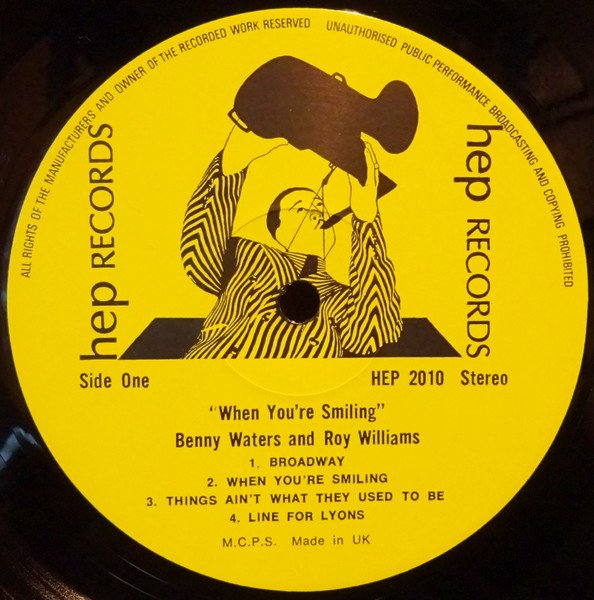 ALL RIGHTS OF THE MANUFACTURERS AND OWNER OF THE RECORDED WORK RESERVED UNAUTHORISED PUBLIC PERFORMANCE BROADCASTING AND COPYING PROHIBITED
hep RECORDS
hep RECORDS
Side One HEP 2010 Stereo
"When You're Smiling"
Benny Waters and Roy Williams
1. BROADWAY
2. WHEN YOU'RE SMILING
3. THINGS AIN'T WHAT THEY USED TO BE
4. LINE FOR LYONS
M.C.P.S. Made in UK